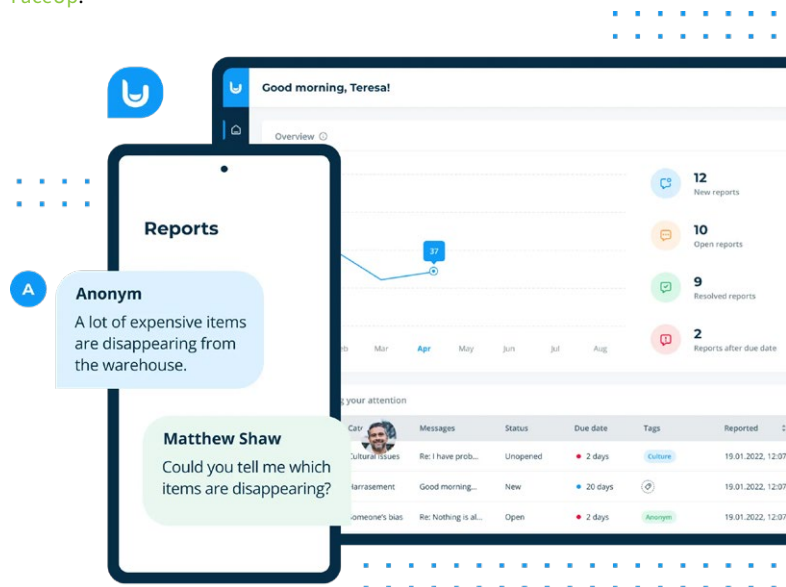 FaceUp.
Good morning, Teresa!
Overview
12
New reports
10
Open reports
9
Resolved reports
2
Reports after due date
37
Mar Apr May Jun Jul Aug
Reports
A
Anonym
A lot of expensive items
are disappearing from
the warehouse.
Matthew Shaw
Could you tell me which
items are disappearing?
your attention
Messages Status Due date Tags Reported
Cultural issues Re: I have prob... Unopened 2 days Culture 19.01.2022, 12:07
Harrasement Good morning... New 20 days 19.01.2022, 12:07
Someone's bias Re: Nothing is al... Open 2 days Anonym 19.01.2022, 12:07